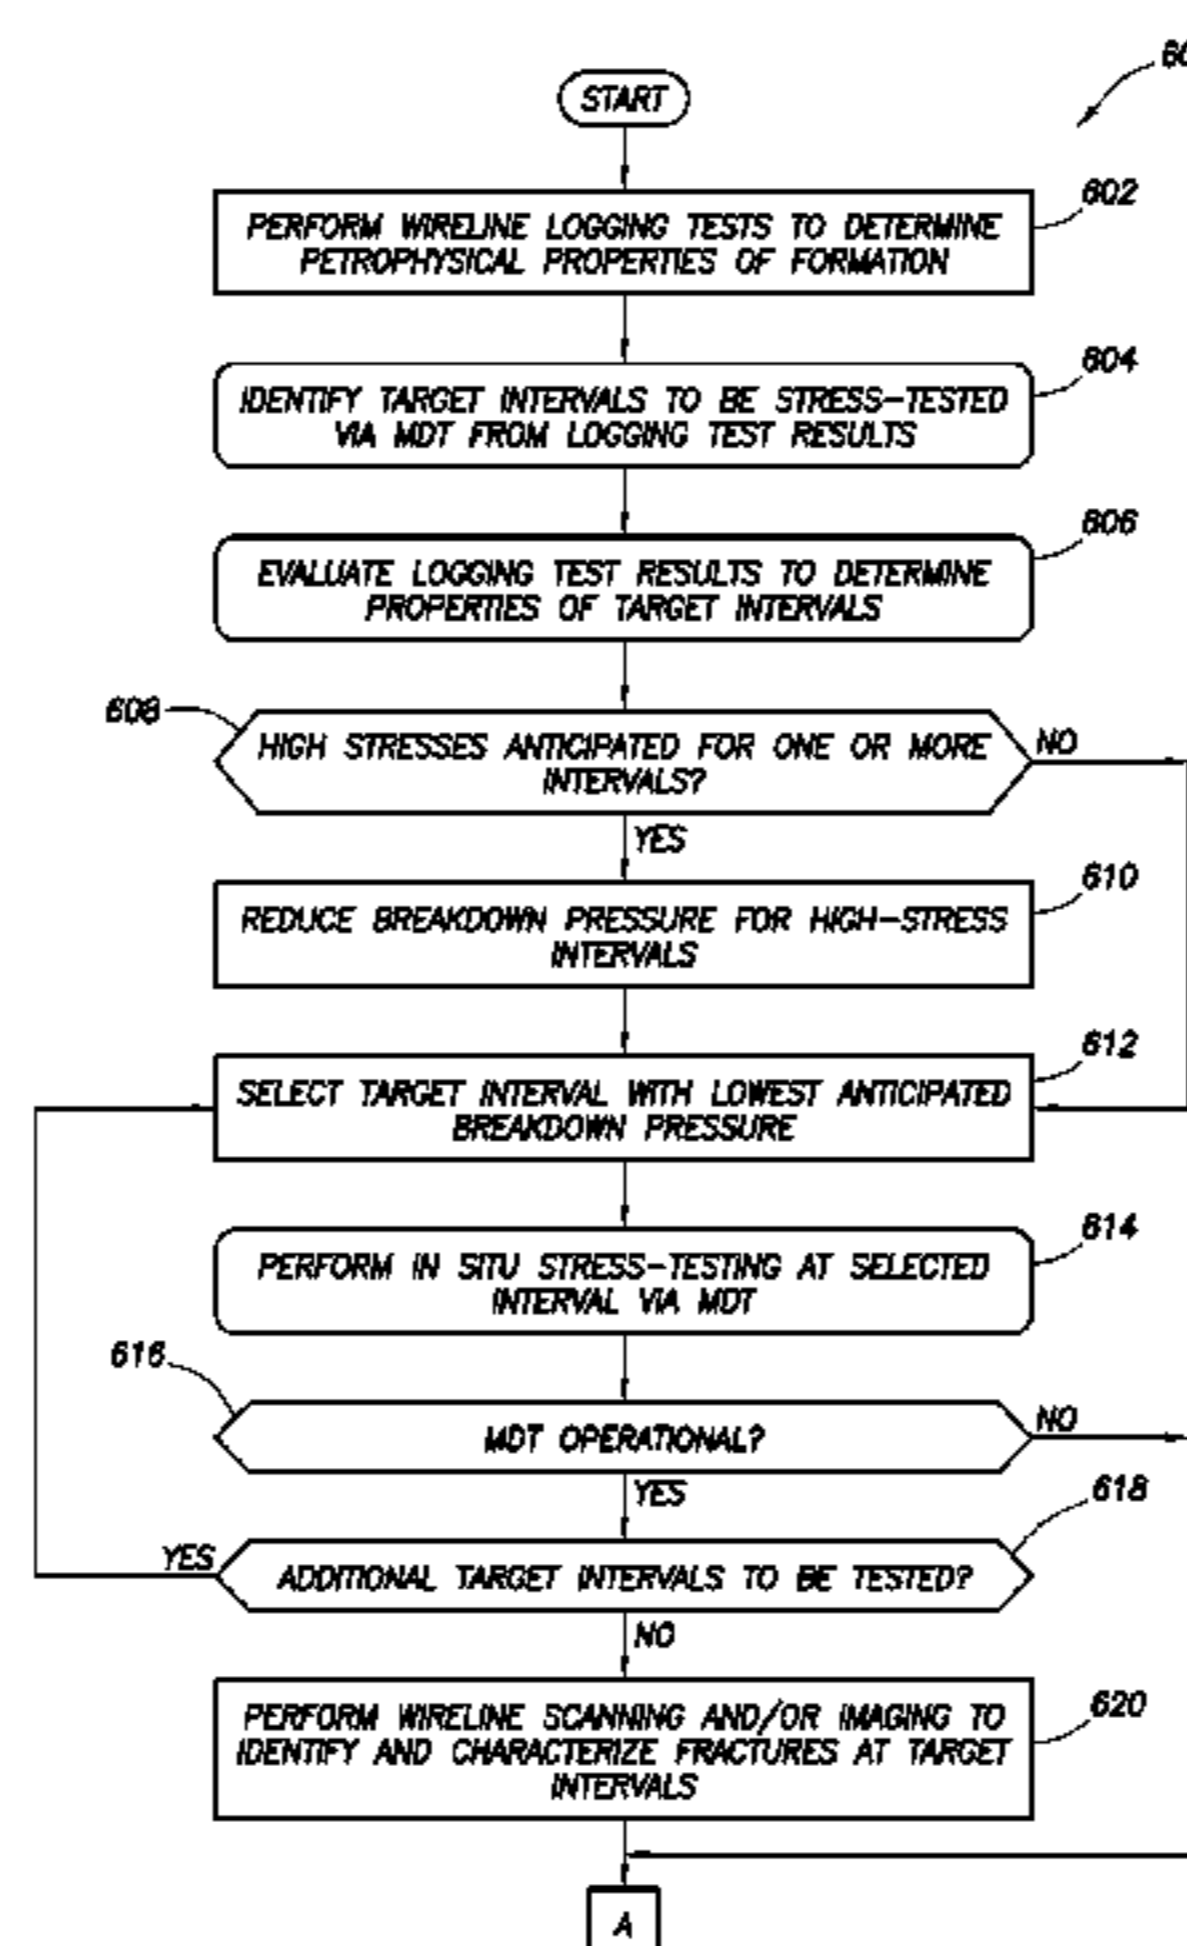 START
602
PERFORM WIRELINE LOGGING TESTS TO DETERMINE
PETROPHYSICAL PROPERTIES OF FORMATION
604
IDENTIFY TARGET INTERVALS TO BE STRESS-TESTED
VIA MDT FROM LOGGING TEST RESULTS
606
EVALUATE LOGGING TEST RESULTS TO DETERMINE
PROPERTIES OF TARGET INTERVALS
608
HIGH STRESSES ANTICIPATED FOR ONE OR MORE
INTERVALS?
NO
YES
610
REDUCE BREAKDOWN PRESSURE FOR HIGH-STRESS
INTERVALS
612
SELECT TARGET INTERVAL WITH LOWEST ANTICIPATED
BREAKDOWN PRESSURE
614
PERFORM IN SITU STRESS-TESTING AT SELECTED
INTERVAL VIA MDT
616
MDT OPERATIONAL?
NO
YES
618
YES
ADDITIONAL TARGET INTERVALS TO BE TESTED?
NO
620
PERFORM WIRELINE SCANNING AND/OR IMAGING TO
IDENTIFY AND CHARACTERIZE FRACTURES AT TARGET
INTERVALS
A